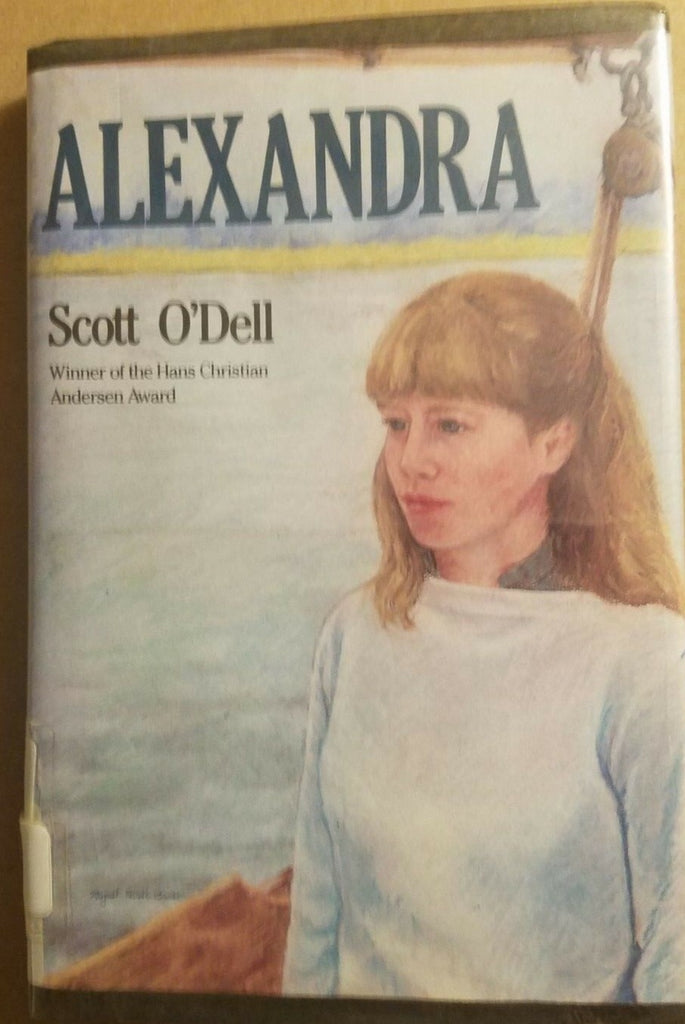 ALEXANDRA
Scott O'Dell
Winner of the Hans Christian
Andersen Award